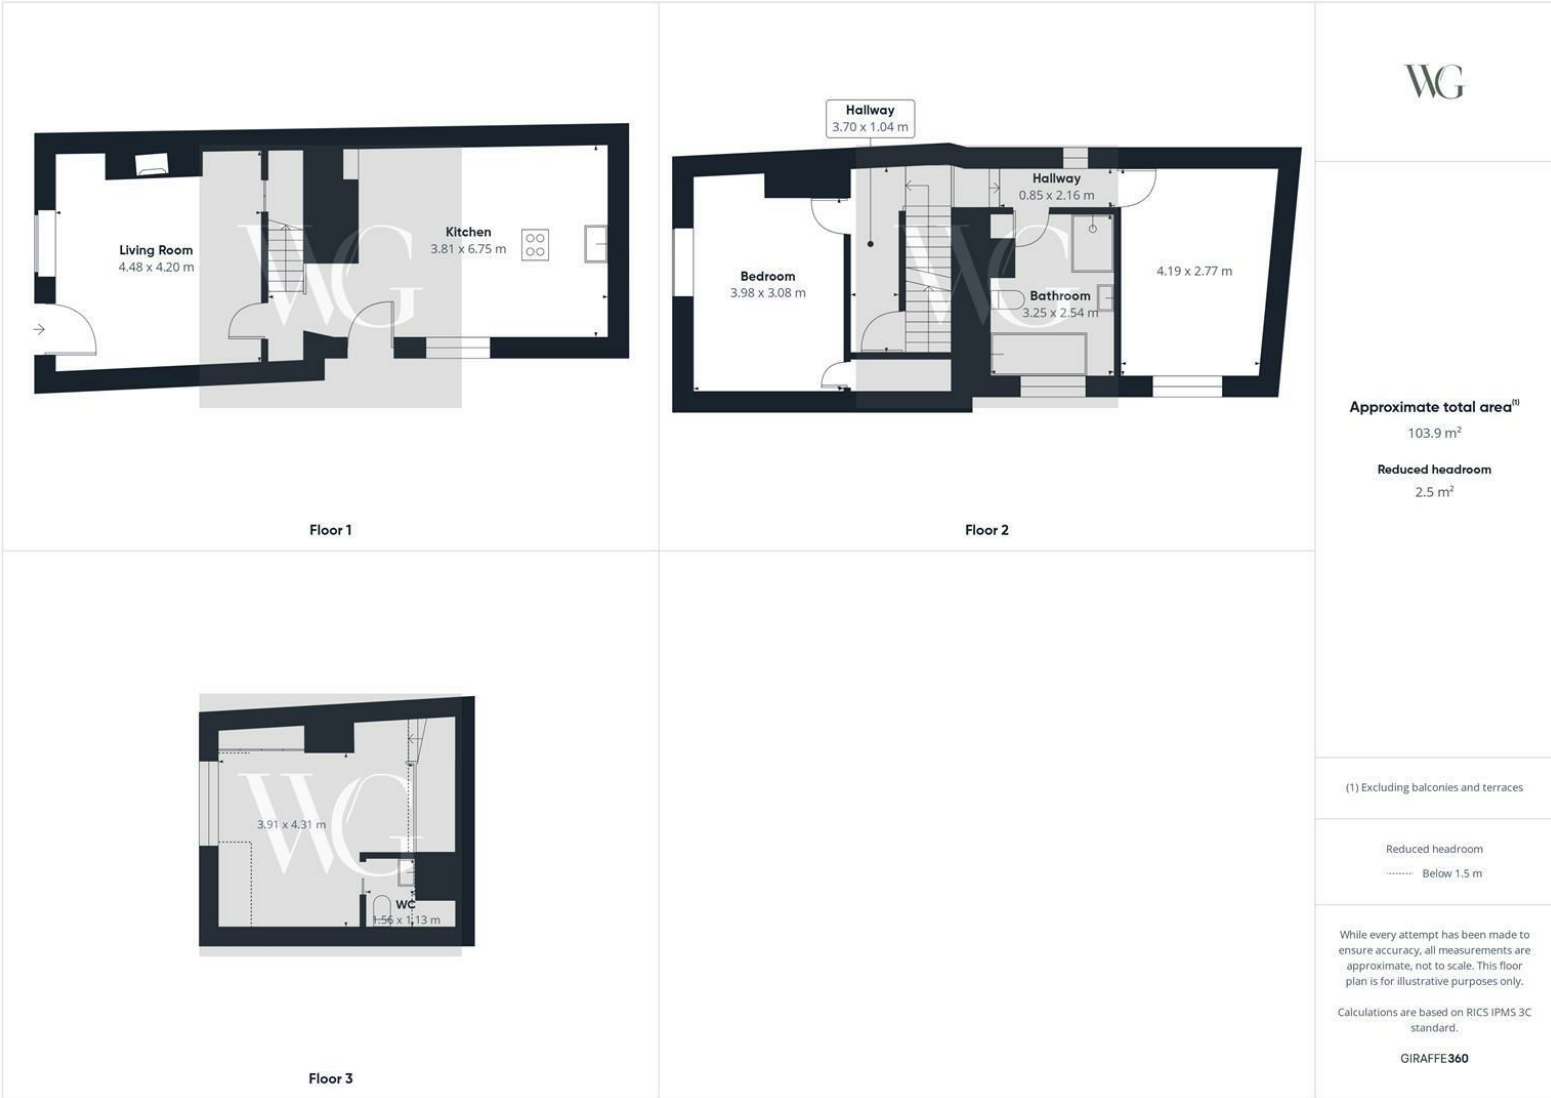 Living Room
4.48 x 4.20 m
Kitchen
3.81 x 6.75 m
WG
Floor 1
Hallway
3.70 x 1.04 m
Hallway
0.85 x 2.16 m
Bedroom
3.98 x 3.08 m
Bathroom
3.25 x 2.54 m
4.19 x 2.77 m
WG
Floor 2
3.91 x 4.31 m
WC
1.56 x 1.13 m
WG
Floor 3
WG
Approximate total area(1)
103.9 m²
Reduced headroom
2.5 m²
(1) Excluding balconies and terraces
Reduced headroom
Below 1.5 m
While every attempt has been made to
ensure accuracy, all measurements are
approximate, not to scale. This floor
plan is for illustrative purposes only.
Calculations are based on RICS IPMS 3C
standard.
GIRAFFE360